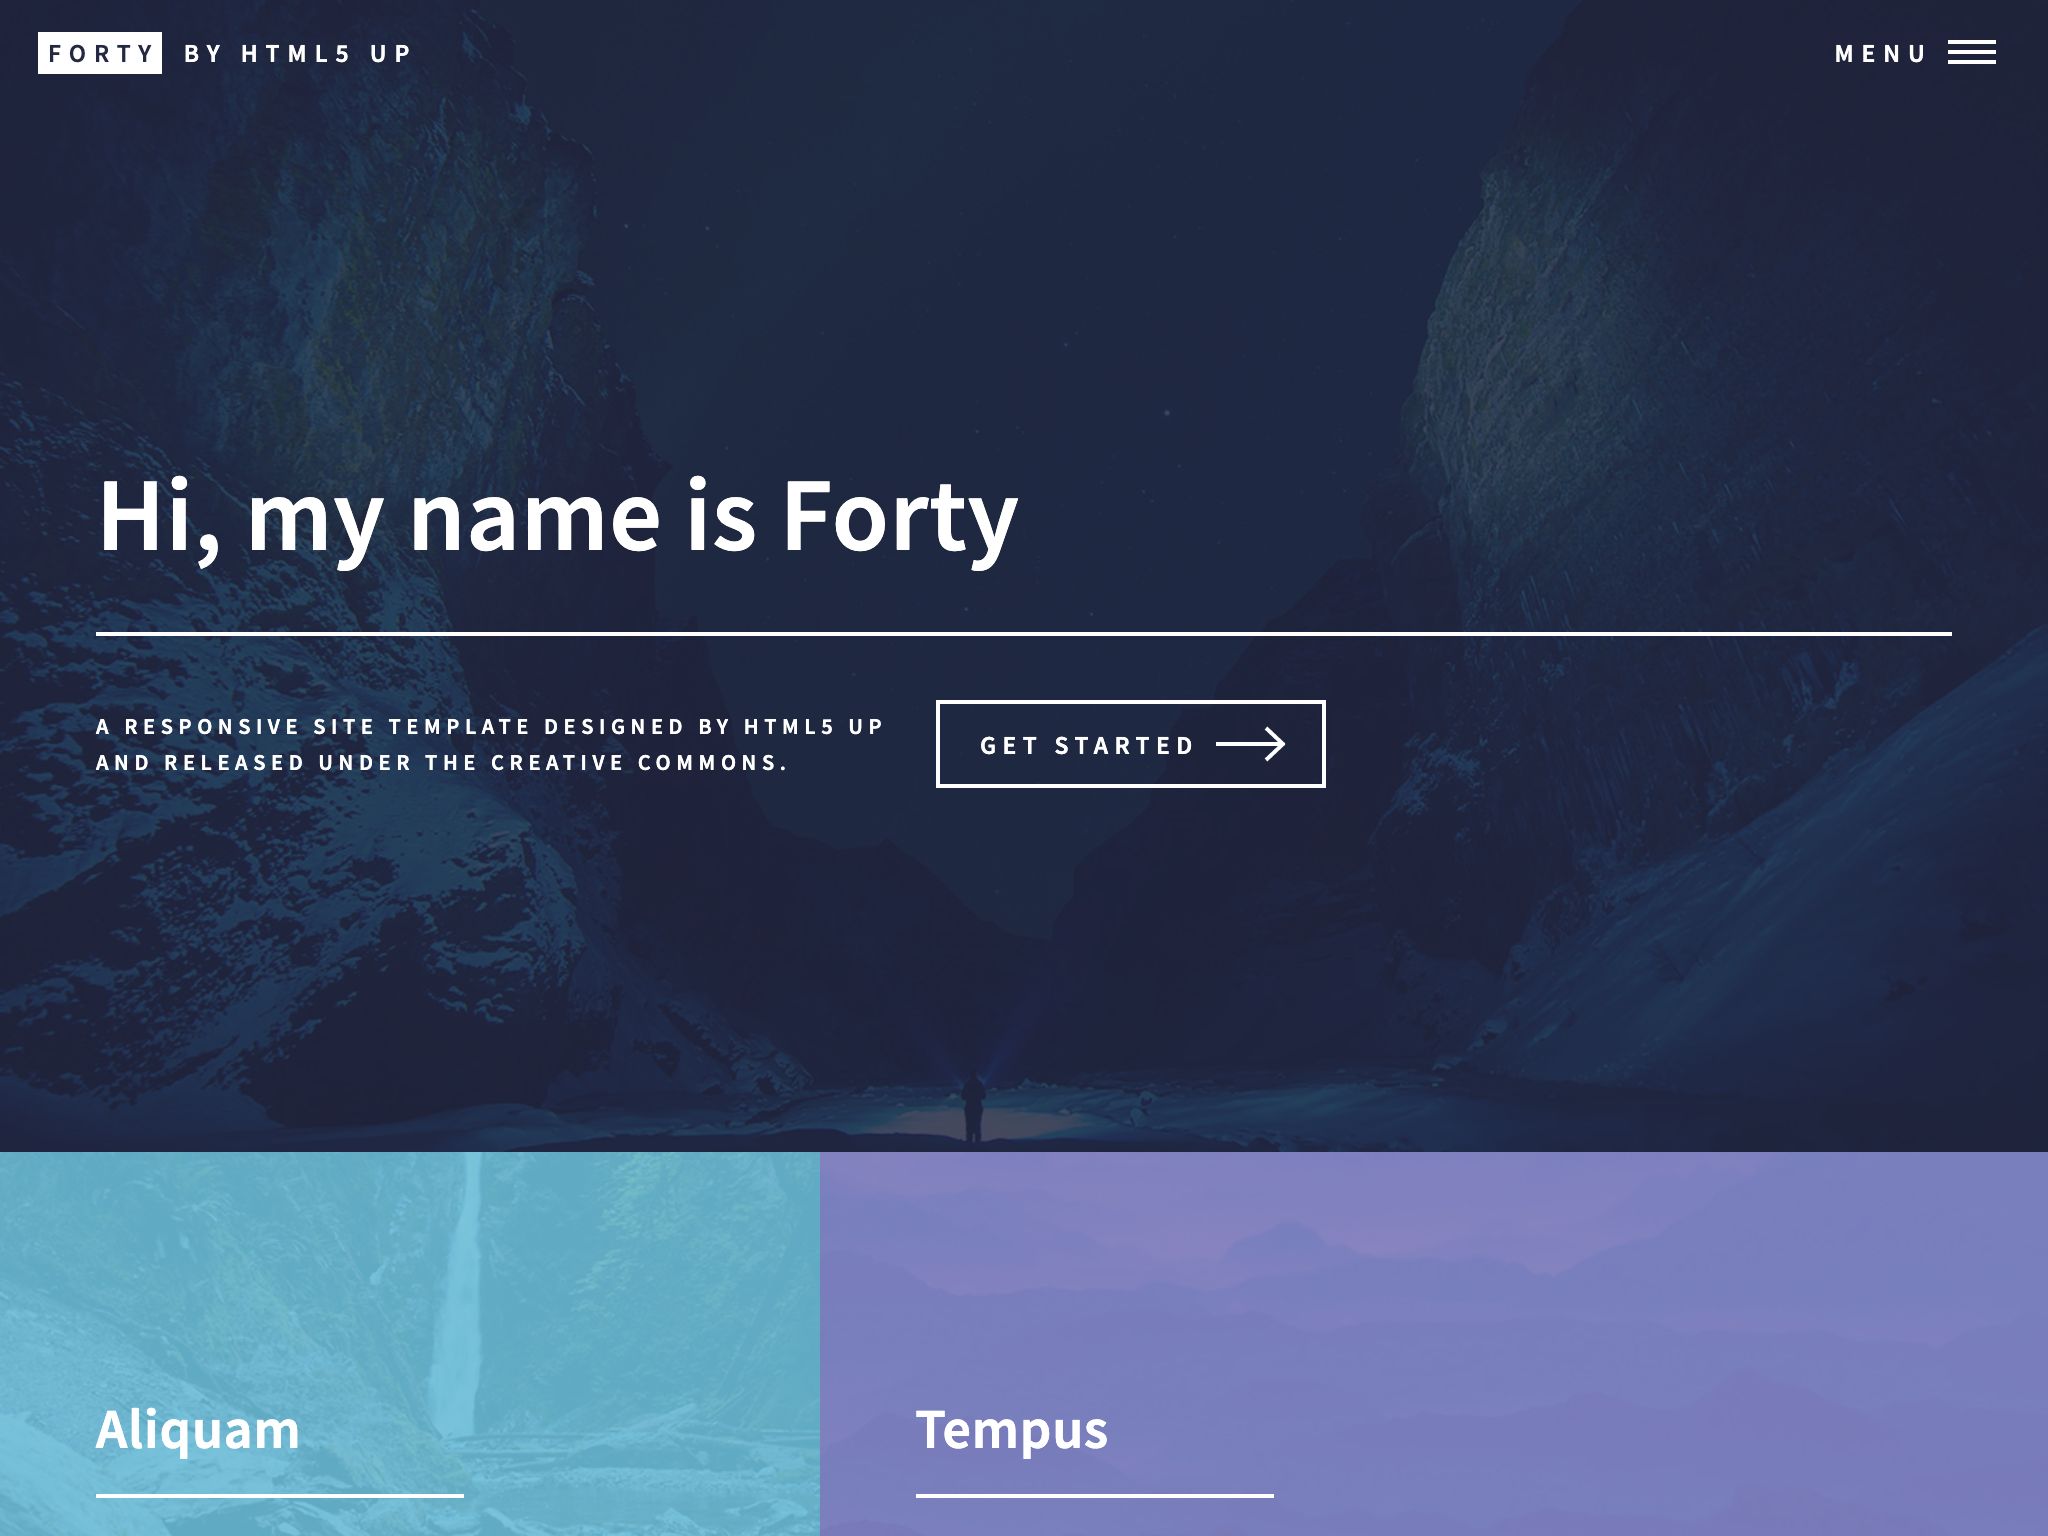 FORTY BY HTML5 UP
MENU
Hi, my name is Forty
A RESPONSIVE SITE TEMPLATE DESIGNED BY HTML5 UP
AND RELEASED UNDER THE CREATIVE COMMONS.
GET STARTED
Aliquam
Tempus